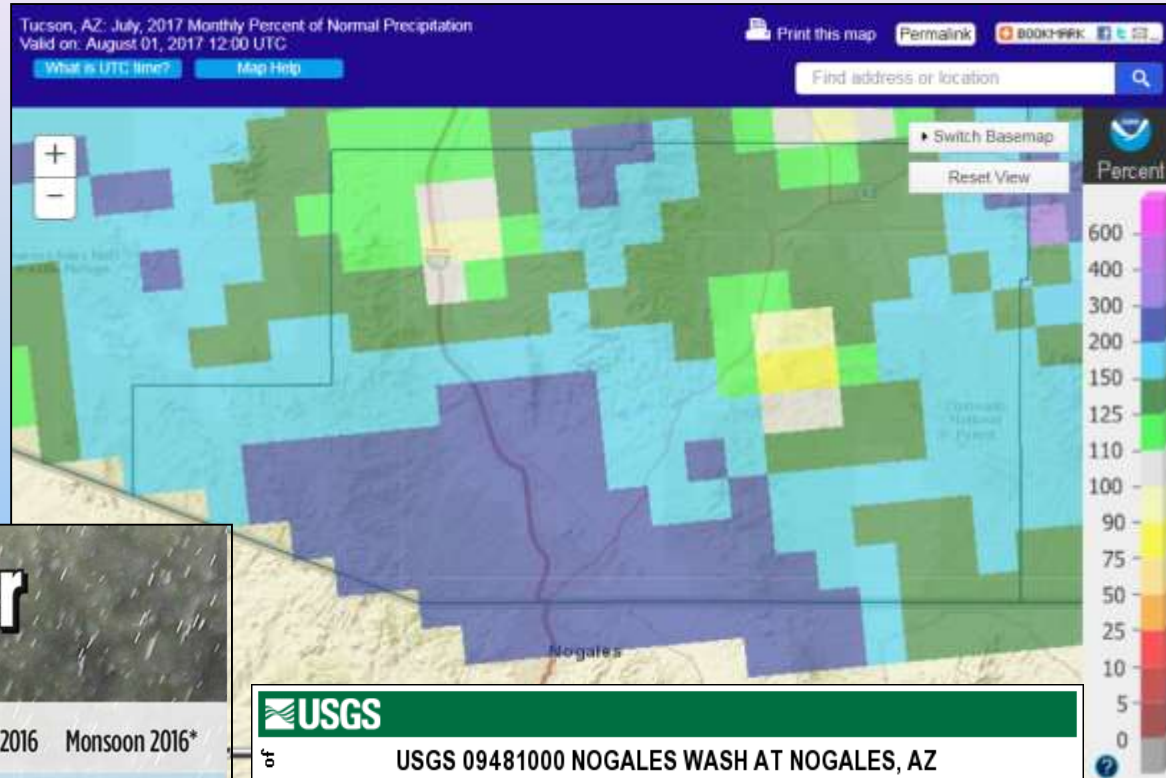 Tucson, AZ: July, 2017 Monthly Percent of Normal Precipitation
Valid on: August 01, 2017 12:00 UTC
What is UTC time?
Map Help
Print this map
Permalink
BOOKMARK
Find address or location
+
−
Switch Basemap
Reset View
NOAA
Percent
600
400
300
200
150
125
110
100
90
75
50
25
10
5
0
?
Nogales
r
2016 Monsoon 2016*
USGS
of
USGS 09481000 NOGALES WASH AT NOGALES, AZ